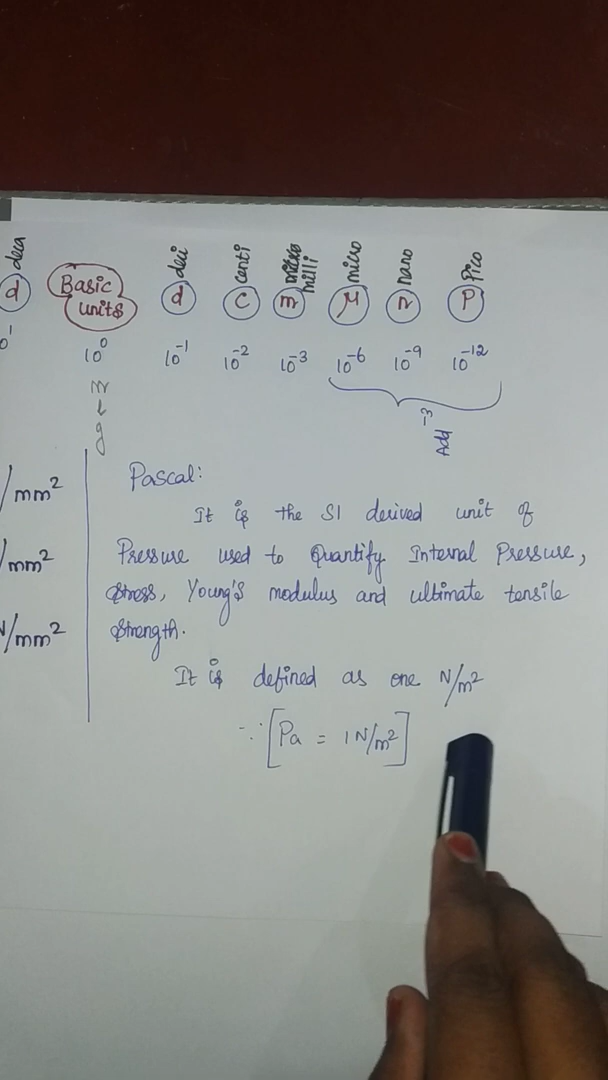 deca deci centi milli micro nano Pico
d Basic units d c m μ n P
10⁰ 10⁻¹ 10⁻² 10⁻³ 10⁻⁶ 10⁻⁹ 10⁻¹²
Add⁻³
g
/mm²
/mm²
N/mm²
Pascal:
It is the SI derived unit of
Pressure used to Quantify Internal Pressure,
stress, Young's modulus and ultimate tensile
strength.
It is defined as one N/m²
∵ [Pa = 1N/m²]